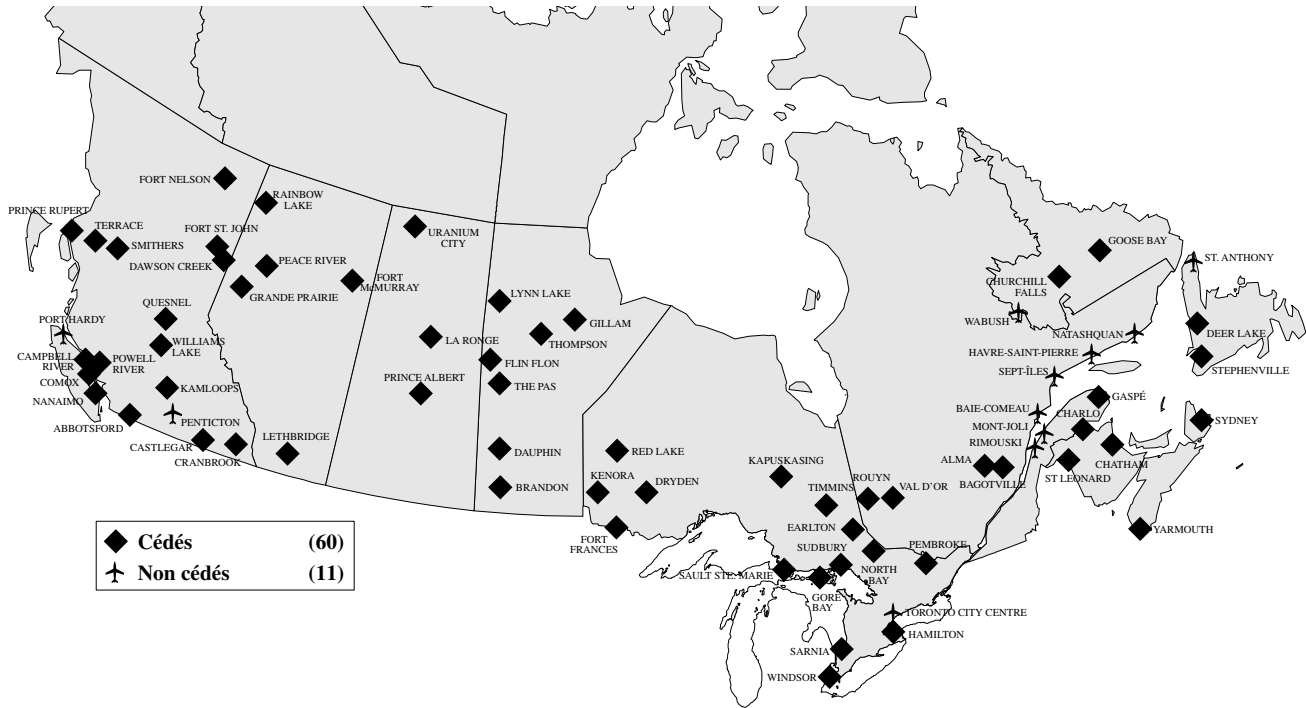 FORT NELSON
RAINBOW
LAKE
PRINCE RUPERT
TERRACE
SMITHERS
FORT ST. JOHN
DAWSON CREEK
PEACE RIVER
GRANDE PRAIRIE
FORT
McMURRAY
URANIUM
CITY
QUESNEL
PORT HARDY
WILLIAMS
LAKE
CAMPBELL
RIVER
POWELL
RIVER
COMOX
NANAIMO
KAMLOOPS
ABBOTSFORD
PENTICTON
CASTLEGAR
CRANBROOK
LETHBRIDGE
LYNN LAKE
GILLAM
THOMPSON
LA RONGE
FLIN FLON
PRINCE ALBERT
THE PAS
DAUPHIN
BRANDON
RED LAKE
KENORA
DRYDEN
FORT
FRANCES
KAPUSKASING
TIMMINS
ROUYN
VAL D'OR
EARLTON
SUDBURY
NORTH
BAY
PEMBROKE
SAULT STE. MARIE
GORE
BAY
TORONTO CITY CENTRE
HAMILTON
SARNIA
WINDSOR
GOOSE BAY
CHURCHILL
FALLS
ST. ANTHONY
WABUSH
NATASHQUAN
DEER LAKE
HAVRE-SAINT-PIERRE
STEPHENVILLE
SEPT-ÎLES
GASPÉ
BAIE-COMEAU
CHARLO
MONT-JOLI
RIMOUSKI
SYDNEY
ALMA
BAGOTVILLE
CHATHAM
ST LEONARD
YARMOUTH
Cédés (60)
Non cédés (11)